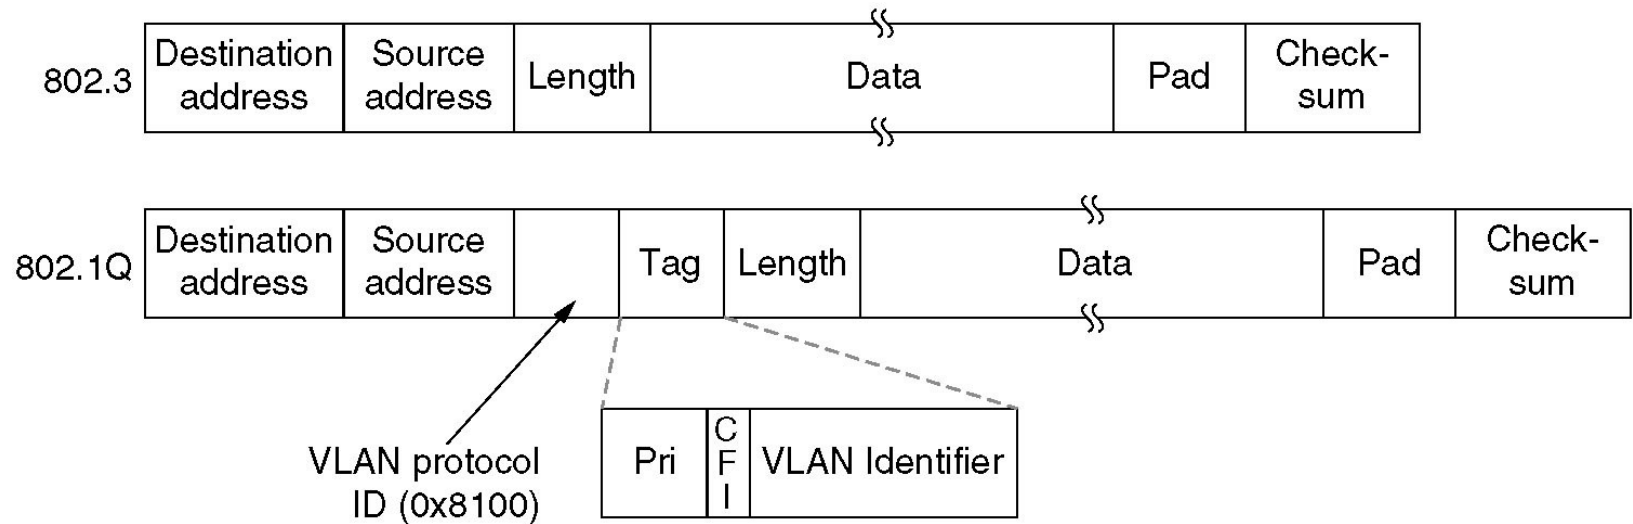 802.3
Destination address
Source address
Length
Data
Pad
Check-
sum
802.1Q
Destination address
Source address
Tag
Length
Data
Pad
Check-
sum
VLAN protocol
ID (0x8100)
Pri
C
F
I
VLAN Identifier